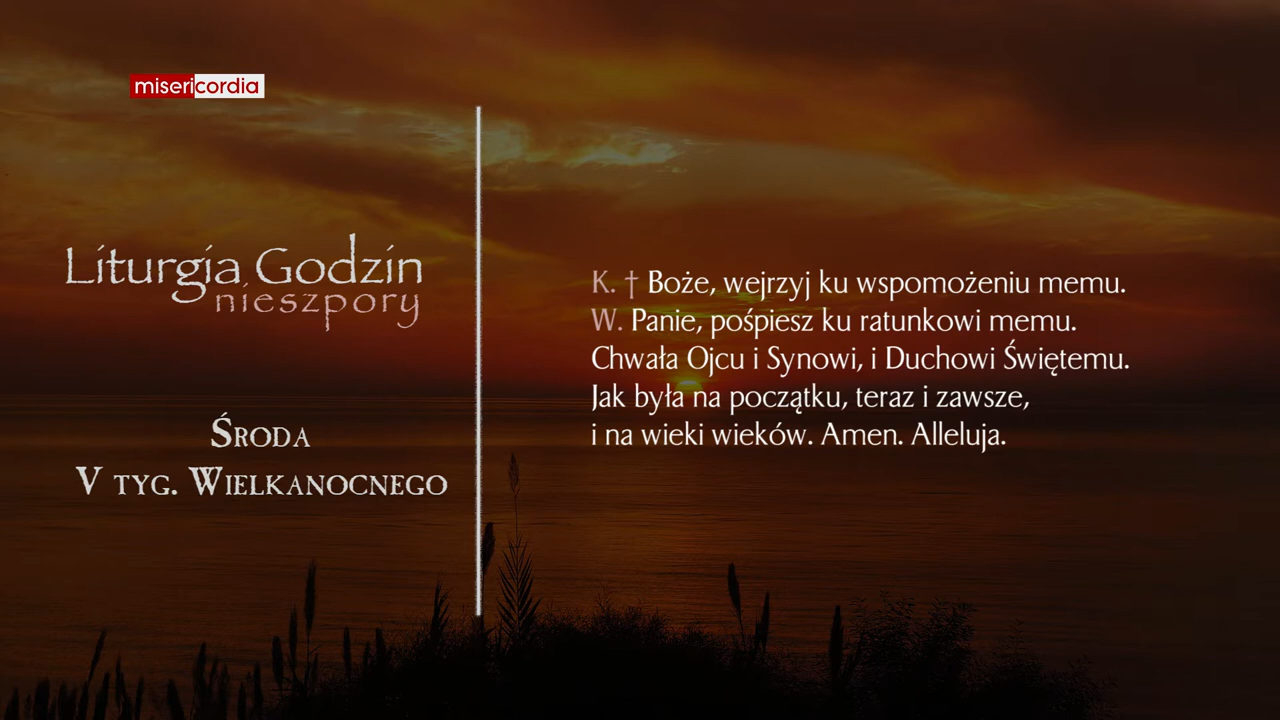 misericordia
Liturgia Godzin
nieszpory
Środa
V tyg. Wielkanocnego
K. † Boże, wejrzyj ku wspomożeniu memu.
W. Panie, pośpiesz ku ratunkowi memu.
Chwała Ojcu i Synowi, i Duchowi Świętemu.
Jak była na początku, teraz i zawsze,
i na wieki wieków. Amen. Alleluja.